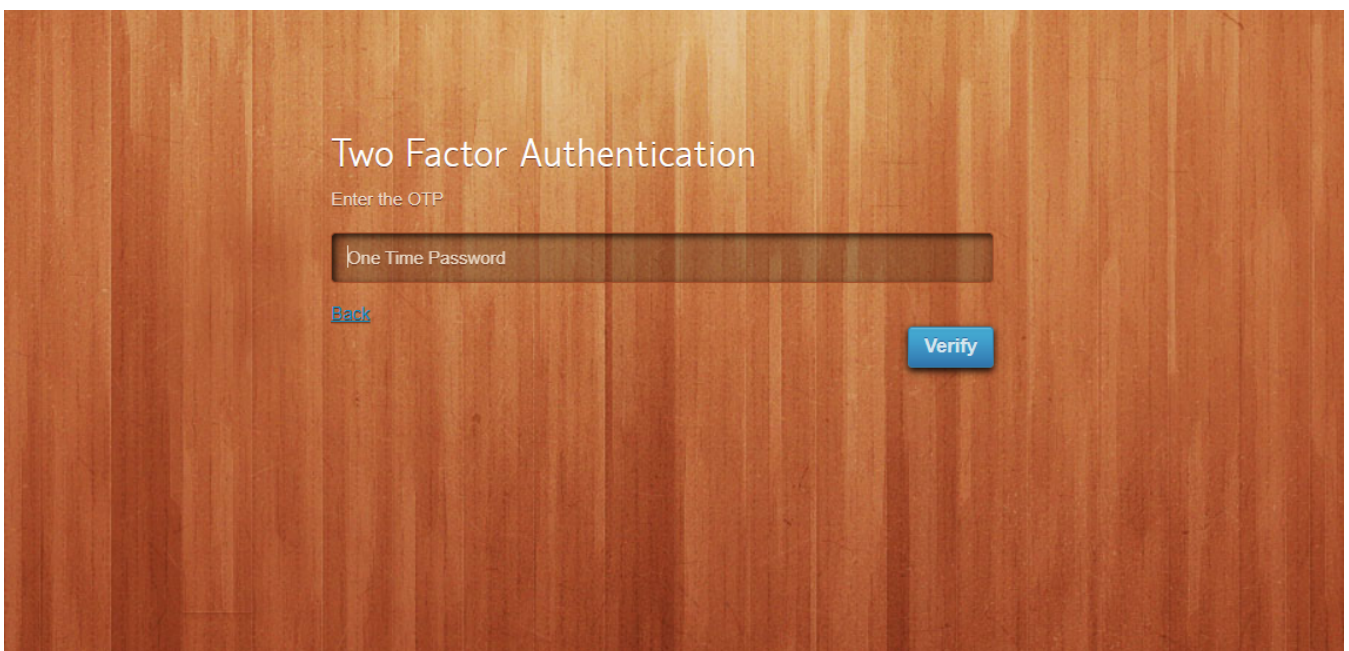 Two Factor Authentication
Enter the OTP
One Time Password
Back
Verify